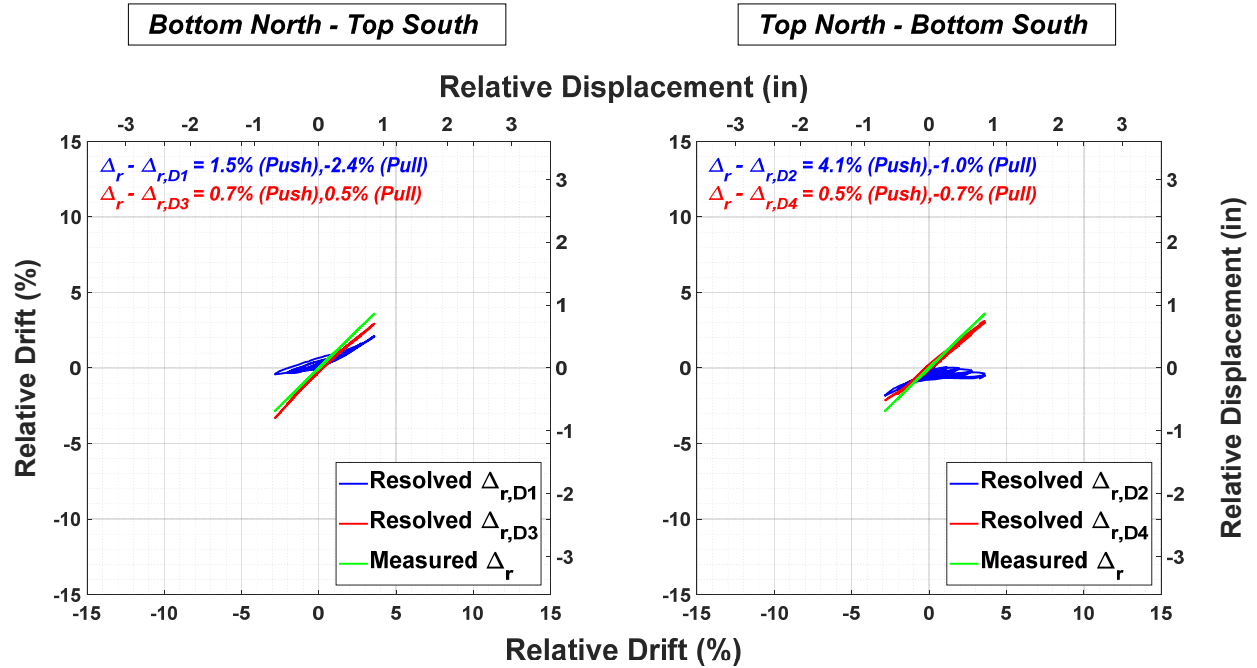 Bottom North - Top South
Top North - Bottom South
Relative Displacement (in)
-3 -2 -1 0 1 2 3
-3 -2 -1 0 1 2 3
Δr - Δr,D1 = 1.5% (Push),-2.4% (Pull)
Δr - Δr,D3 = 0.7% (Push),0.5% (Pull)
Δr - Δr,D2 = 4.1% (Push),-1.0% (Pull)
Δr - Δr,D4 = 0.5% (Push),-0.7% (Pull)
Relative Drift (%)
15
10
5
0
-5
-10
-15
3
2
1
0
-1
-2
-3
Resolved Δr,D1
Resolved Δr,D3
Measured Δr
-15 -10 -5 0 5 10 15
15
10
5
0
-5
-10
-15
3
2
1
0
-1
-2
-3
Resolved Δr,D2
Resolved Δr,D4
Measured Δr
-15 -10 -5 0 5 10 15
Relative Displacement (in)
Relative Drift (%)